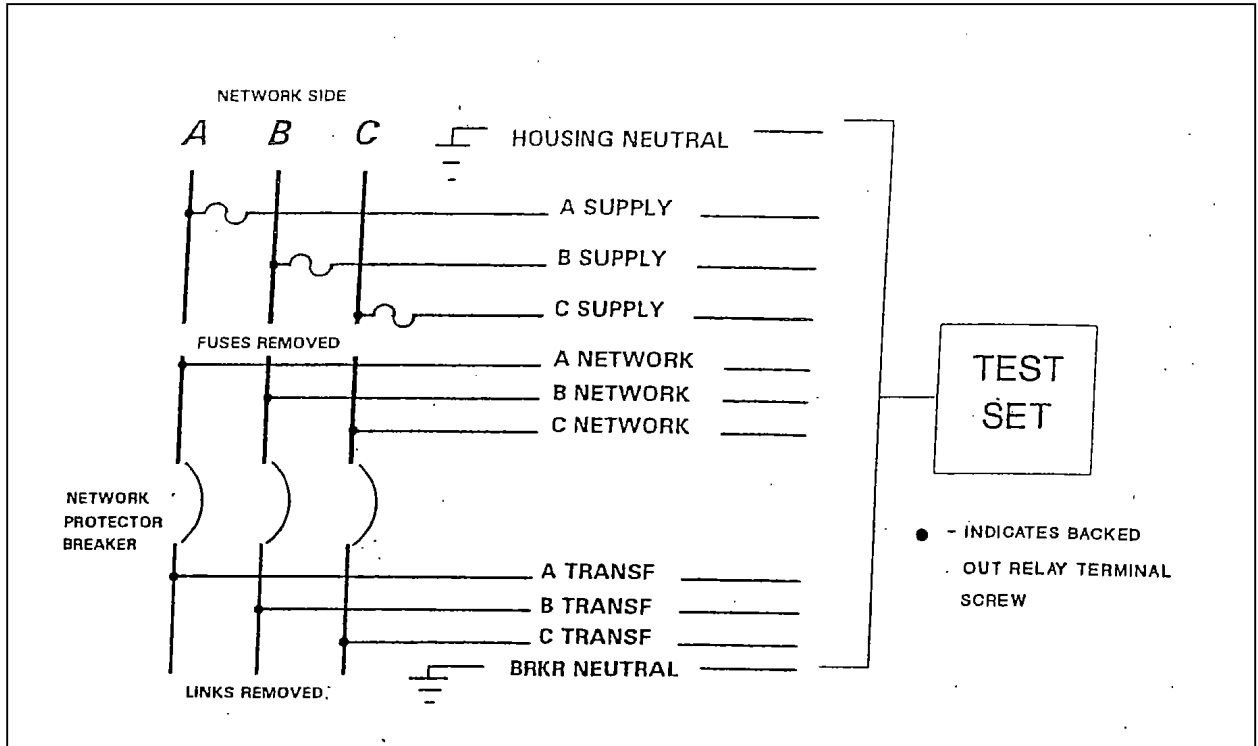 NETWORK SIDE
A B C
HOUSING NEUTRAL
A SUPPLY
B SUPPLY
C SUPPLY
FUSES REMOVED
A NETWORK
B NETWORK
C NETWORK
TEST
SET
NETWORK
PROTECTOR
BREAKER
● - INDICATES BACKED
OUT RELAY TERMINAL
SCREW
A TRANSF
B TRANSF
C TRANSF
BRKR NEUTRAL
LINKS REMOVED